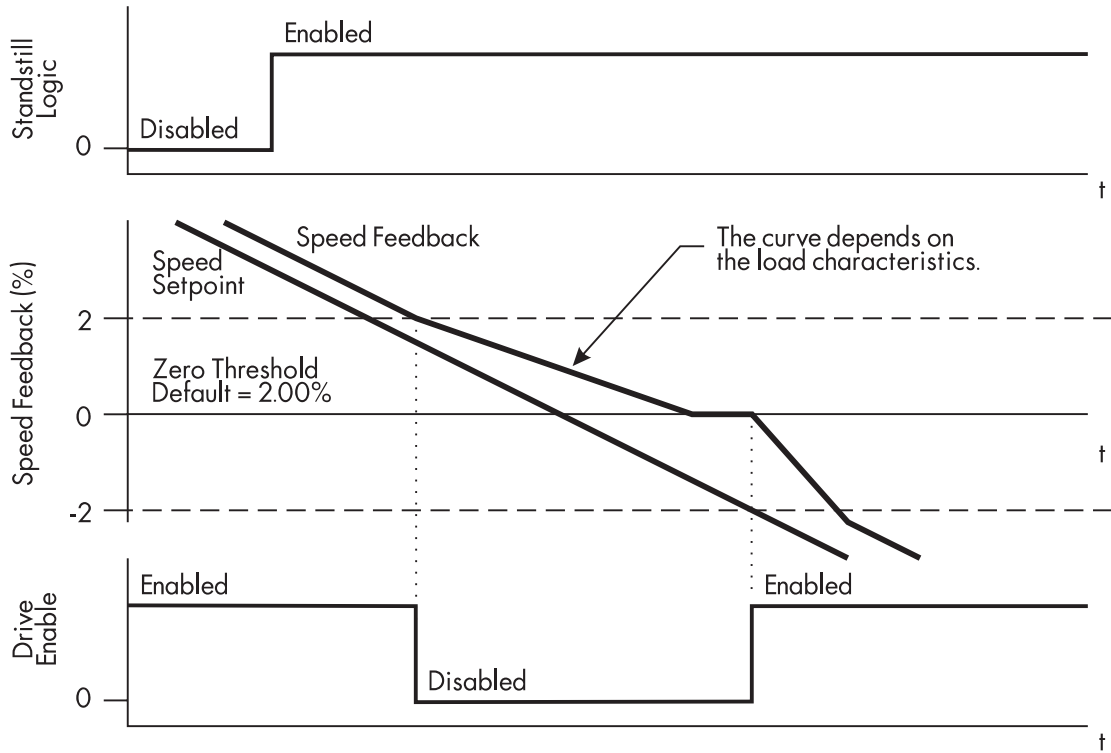 Standstill
Logic
Enabled
Disabled
0
t
Speed Feedback (%)
Speed Feedback
Speed
Setpoint
The curve depends on
the load characteristics.
2
Zero Threshold
Default = 2.00%
0
t
-2
Drive
Enable
Enabled
Enabled
Disabled
0
t